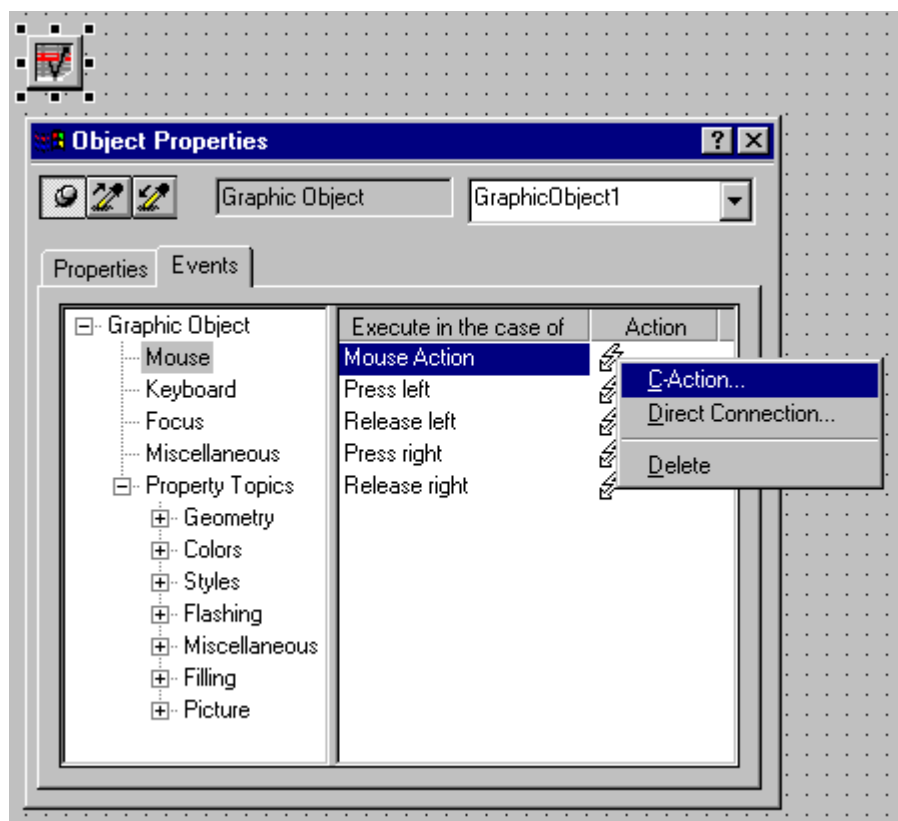 Object Properties
Graphic Object
GraphicObject1
Properties
Events
Graphic Object
Mouse
Keyboard
Focus
Miscellaneous
Property Topics
Geometry
Colors
Styles
Flashing
Miscellaneous
Filling
Picture
Execute in the case of
Action
Mouse Action
Press left
Release left
Press right
Release right
C-Action...
Direct Connection...
Delete